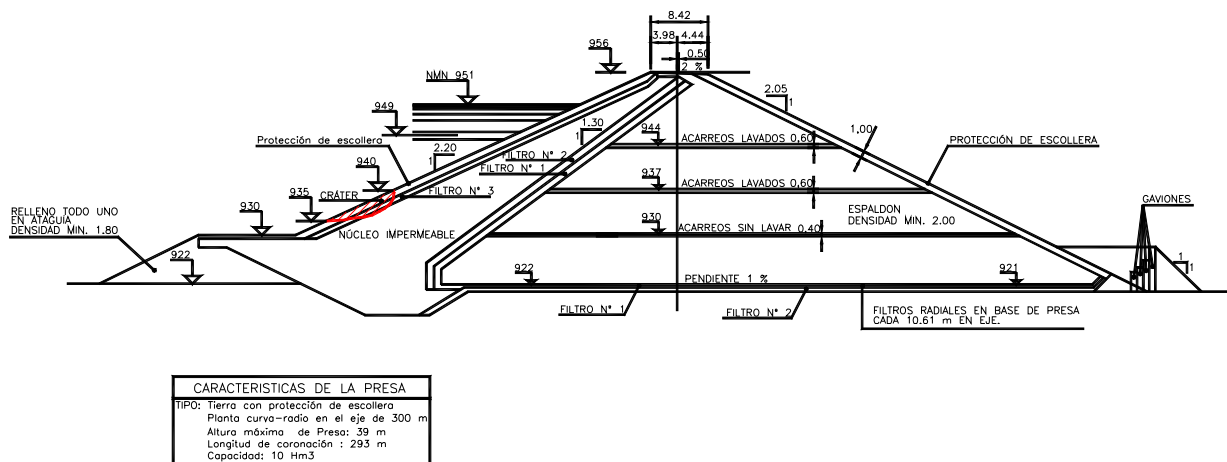 8.42
3.98 4.44
0.50
2 %
956
NMN 951
949
2.05
1
1.30
1
944
ACARREOS LAVADOS 0,60
1,00
PROTECCIÓN DE ESCOLLERA
Protección de escollera
2.20
1
FILTRO N° 2
FILTRO N° 1
940
937
ACARREOS LAVADOS 0,60
CRÁTER
FILTRO N° 3
935
930
RELLENO TODO UNO
EN ATAGUIA
DENSIDAD MIN. 1.80
NÚCLEO IMPERMEABLE
930
ACARREOS SIN LAVAR 0.40
ESPALDON
DENSIDAD MIN. 2.00
GAVIONES
922
922
PENDIENTE 1 %
921
1
1
FILTRO N° 1
FILTRO N° 2
FILTROS RADIALES EN BASE DE PRESA
CADA 10.61 m EN EJE.
CARACTERISTICAS DE LA PRESA
TIPO: Tierra con protección de escollera
Planta curva-radio en el eje de 300 m
Altura máxima de Presa: 39 m
Longitud de coronación : 293 m
Capacidad: 10 Hm3